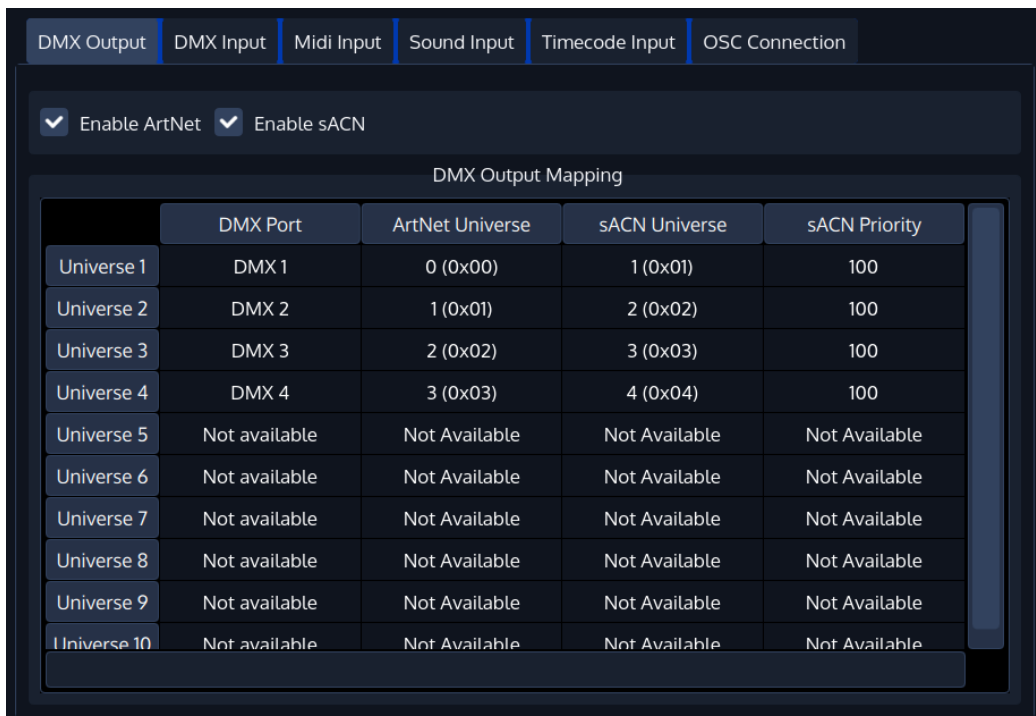 DMX Output DMX Input Midi Input Sound Input Timecode Input OSC Connection
Enable ArtNet Enable sACN
DMX Output Mapping
DMX Port ArtNet Universe sACN Universe sACN Priority
Universe 1 DMX 1 0 (0x00) 1 (0x01) 100
Universe 2 DMX 2 1 (0x01) 2 (0x02) 100
Universe 3 DMX 3 2 (0x02) 3 (0x03) 100
Universe 4 DMX 4 3 (0x03) 4 (0x04) 100
Universe 5 Not available Not Available Not Available Not Available
Universe 6 Not available Not Available Not Available Not Available
Universe 7 Not available Not Available Not Available Not Available
Universe 8 Not available Not Available Not Available Not Available
Universe 9 Not available Not Available Not Available Not Available
Universe 10 Not available Not Available Not Available Not Available